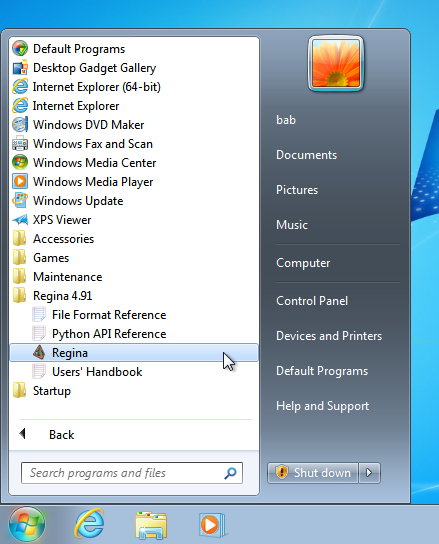 Default Programs
Desktop Gadget Gallery
Internet Explorer (64-bit)
Internet Explorer
Windows DVD Maker
Windows Fax and Scan
Windows Media Center
Windows Media Player
Windows Update
XPS Viewer
Accessories
Games
Maintenance
Regina 4.91
File Format Reference
Python API Reference
Regina
Users' Handbook
Startup
Back
Search programs and files
bab
Documents
Pictures
Music
Computer
Control Panel
Devices and Printers
Default Programs
Help and Support
Shut down